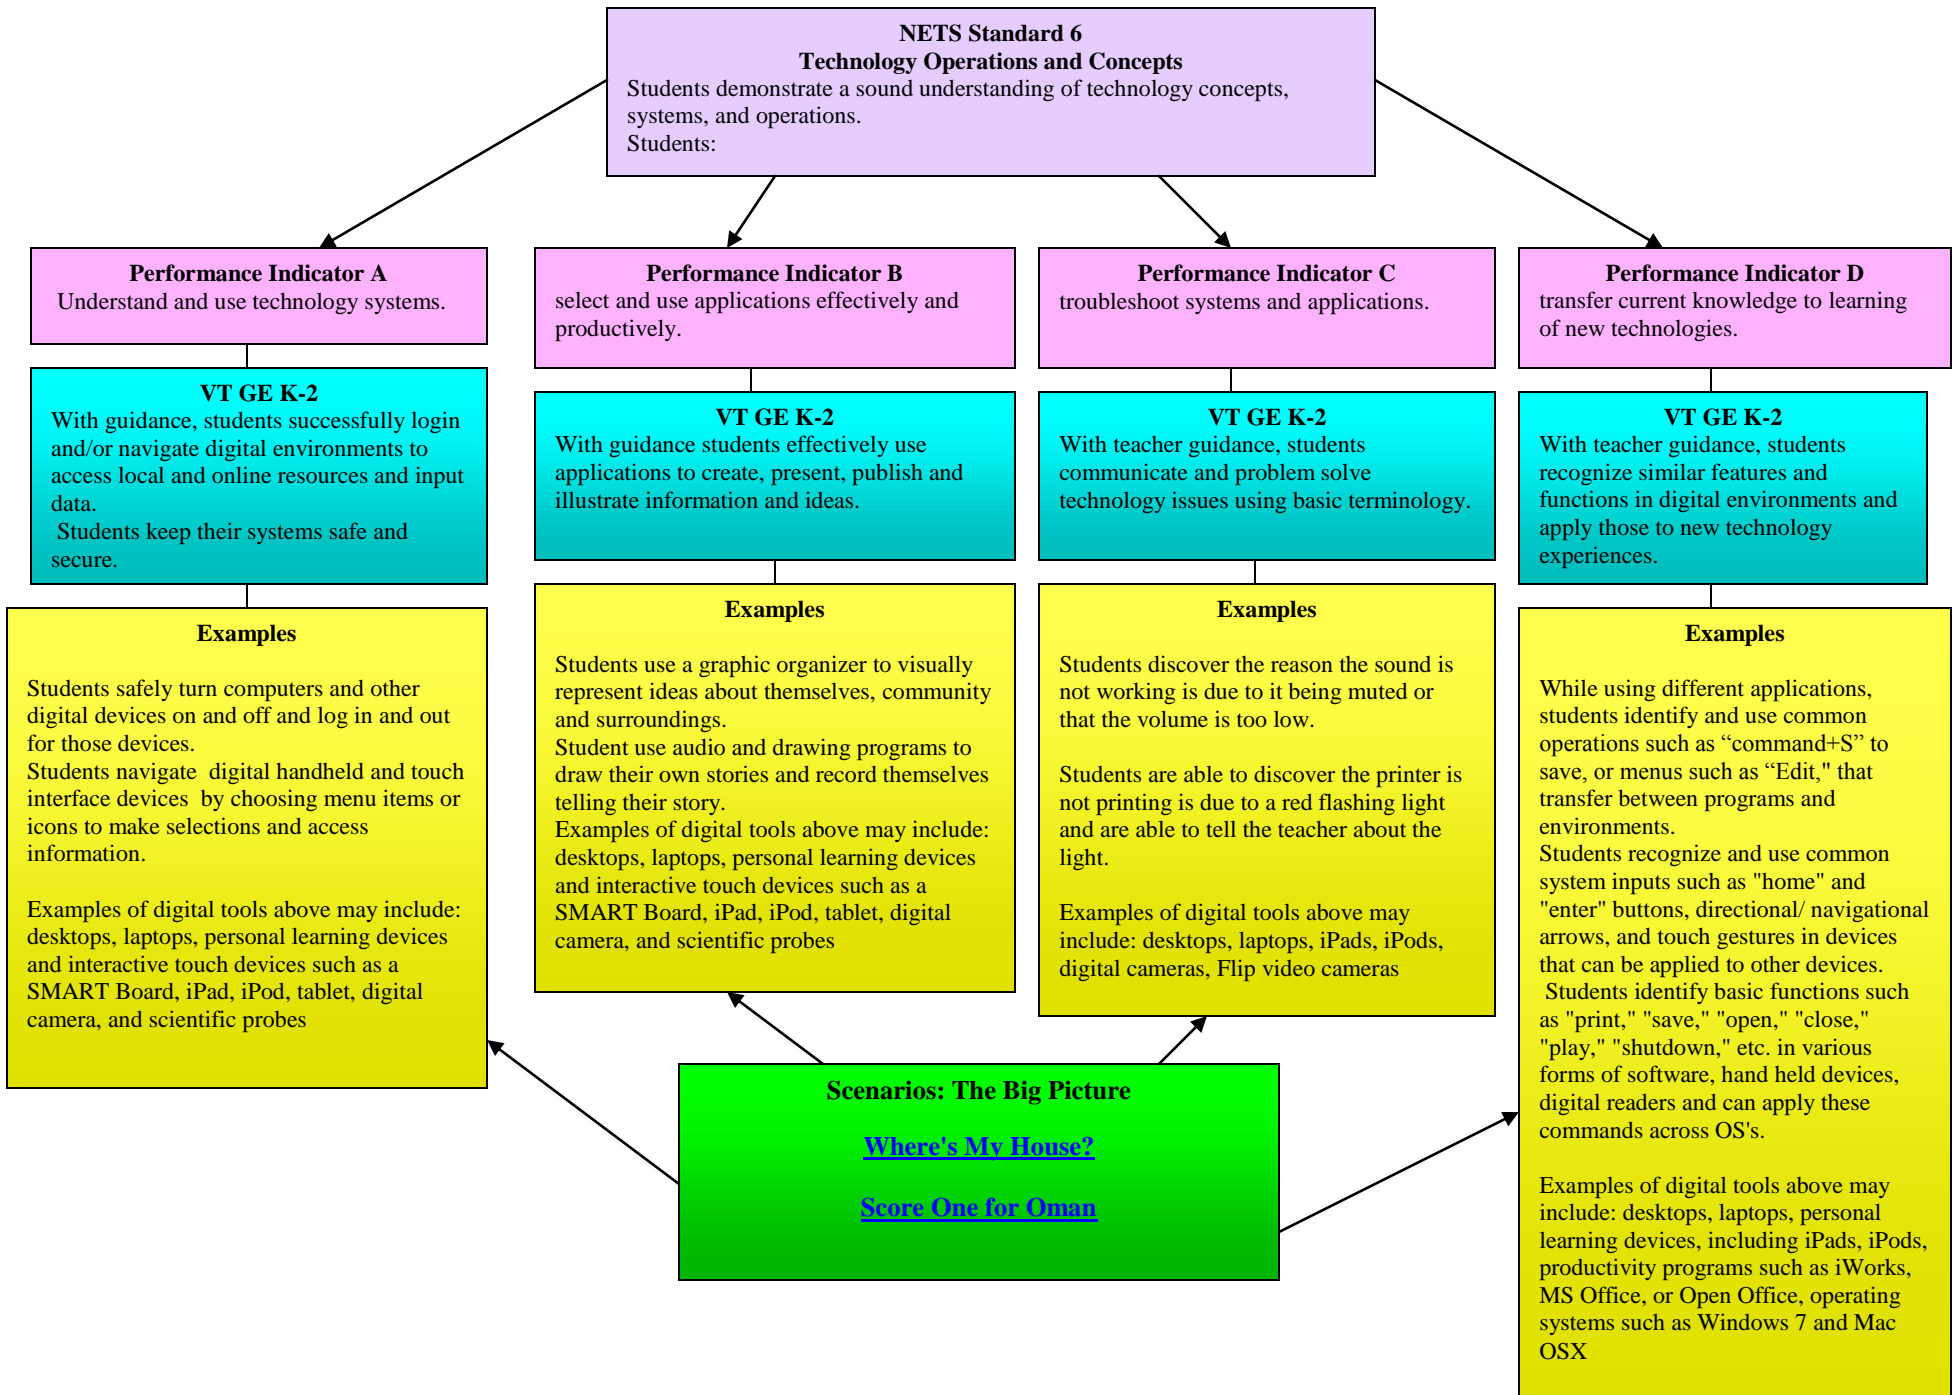 NETS Standard 6
Technology Operations and Concepts
Students demonstrate a sound understanding of technology concepts,
systems, and operations.
Students:
Performance Indicator A
Understand and use technology systems.
Performance Indicator B
select and use applications effectively and
productively.
Performance Indicator C
troubleshoot systems and applications.
Performance Indicator D
transfer current knowledge to learning
of new technologies.
VT GE K-2
With guidance, students successfully login
and/or navigate digital environments to
access local and online resources and input
data.
Students keep their systems safe and
secure.
VT GE K-2
With guidance students effectively use
applications to create, present, publish and
illustrate information and ideas.
VT GE K-2
With teacher guidance, students
communicate and problem solve
technology issues using basic terminology.
VT GE K-2
With teacher guidance, students
recognize similar features and
functions in digital environments and
apply those to new technology
experiences.
Examples
Students safely turn computers and other
digital devices on and off and log in and out
for those devices.
Students navigate  digital handheld and touch
interface devices  by choosing menu items or
icons to make selections and access
information.
Examples of digital tools above may include:
desktops, laptops, personal learning devices
and interactive touch devices such as a
SMART Board, iPad, iPod, tablet, digital
camera, and scientific probes
Examples
Students use a graphic organizer to visually
represent ideas about themselves, community
and surroundings.
Student use audio and drawing programs to
draw their own stories and record themselves
telling their story.
Examples of digital tools above may include:
desktops, laptops, personal learning devices
and interactive touch devices such as a
SMART Board, iPad, iPod, tablet, digital
camera, and scientific probes
Examples
Students discover the reason the sound is
not working is due to it being muted or
that the volume is too low.
Students are able to discover the printer is
not printing is due to a red flashing light
and are able to tell the teacher about the
light.
Examples of digital tools above may
include: desktops, laptops, iPads, iPods,
digital cameras, Flip video cameras
Examples
While using different applications,
students identify and use common
operations such as “command+S” to
save, or menus such as “Edit," that
transfer between programs and
environments.
Students recognize and use common
system inputs such as "home" and
"enter" buttons, directional/ navigational
arrows, and touch gestures in devices
that can be applied to other devices.
Students identify basic functions such
as "print," "save," "open," "close,"
"play," "shutdown," etc. in various
forms of software, hand held devices,
digital readers and can apply these
commands across OS's.
Examples of digital tools above may
include: desktops, laptops, personal
learning devices, including iPads, iPods,
productivity programs such as iWorks,
MS Office, or Open Office, operating
systems such as Windows 7 and Mac
OSX
Scenarios: The Big Picture
Where's My House?
Score One for Oman